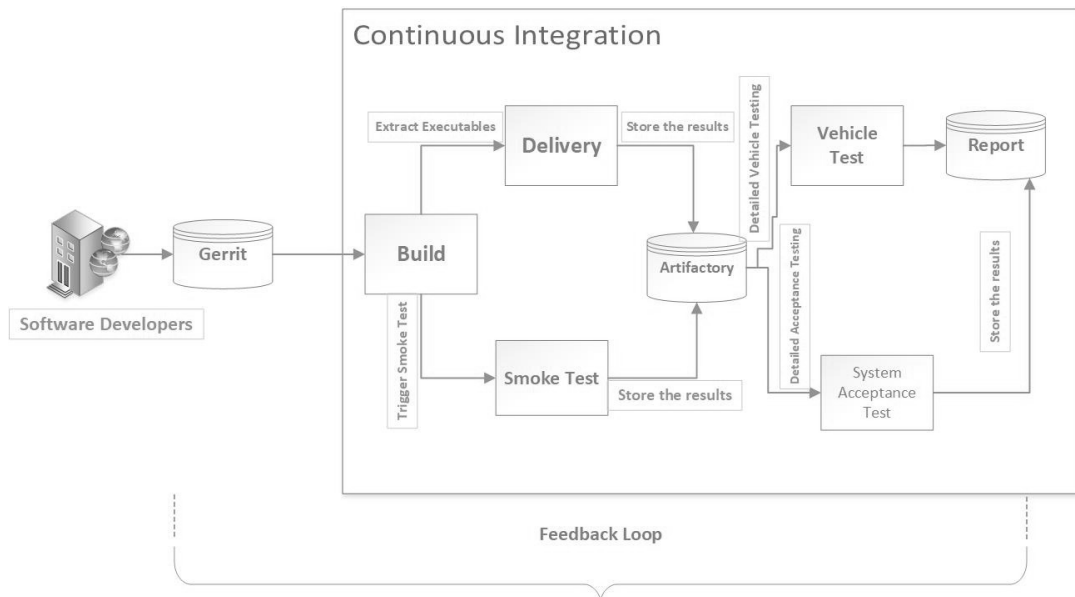 Continuous Integration
Extract Executables
Delivery
Store the results
Detailed Vehicle Testing
Vehicle
Test
Report
Gerrit
Build
Artifactory
Software Developers
Trigger Smoke Test
Smoke Test
Store the results
Detailed Acceptance Testing
System
Acceptance
Test
Store the results
Feedback Loop